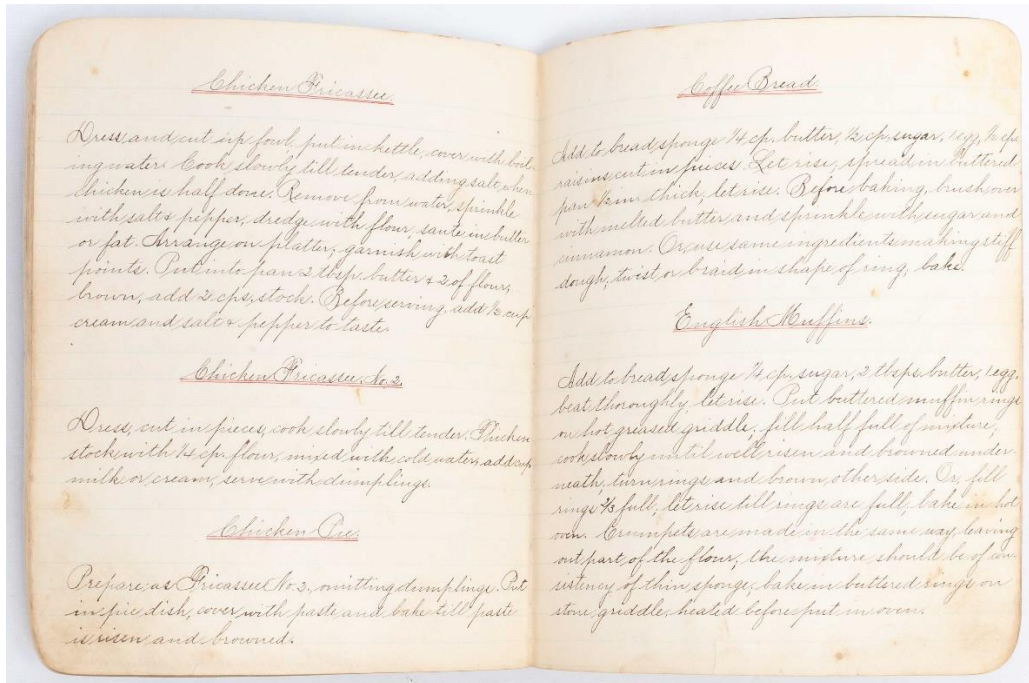 Chicken Fricassee.
Dress and cut up fowl, put in kettle, cover with boil-
ing water. Cook slowly till tender, adding salt when
chicken is half done. Remove from water, sprinkle
with salt & pepper, dredge with flour, saute in butter
or fat. Arrange on platter, garnish with toast
points. Put into pan 2 tbsp. butter & 2 of flour,
brown, add 2 cps. stock. Before serving, add 1/2 cup
cream and salt & pepper to taste.
Chicken Fricassee. No. 2.
Dress, cut in pieces, cook slowly till tender. Thicken
stock with 1/4 cp. flour, mixed with cold water, add cup
milk or cream, serve with dumplings.
Chicken Pie.
Prepare as Fricassee No. 2, omitting dumplings. Put
in pie dish, cover with paste and bake till paste
is risen and browned.
Coffee Bread.
Add to bread sponge 1/4 cp. butter, 1/2 cp. sugar, 1 egg, 1/2 cp.
raisins cut in pieces. Let rise, spread in buttered
pan 1/2 in. thick, let rise. Before baking, brush over
with melted butter and sprinkle with sugar and
cinnamon. Or, use same ingredients making stiff
dough, twist or braid in shape of ring, bake.
English Muffins.
Add to bread sponge 1/4 cp. sugar, 2 tbsps. butter, 1 egg,
beat thoroughly, let rise. Put buttered muffin rings
on hot greased griddle, fill half full of mixture,
cook slowly until well risen and browned under-
neath, turn rings and brown other side. Or, fill
rings 2/3 full, let rise till rings are full, bake in hot
oven. Crumpets are made in the same way, leaving
out part of the flour, the mixture should be of con-
sistency of thin sponge, bake in buttered rings on
stone griddle, heated before put in oven.